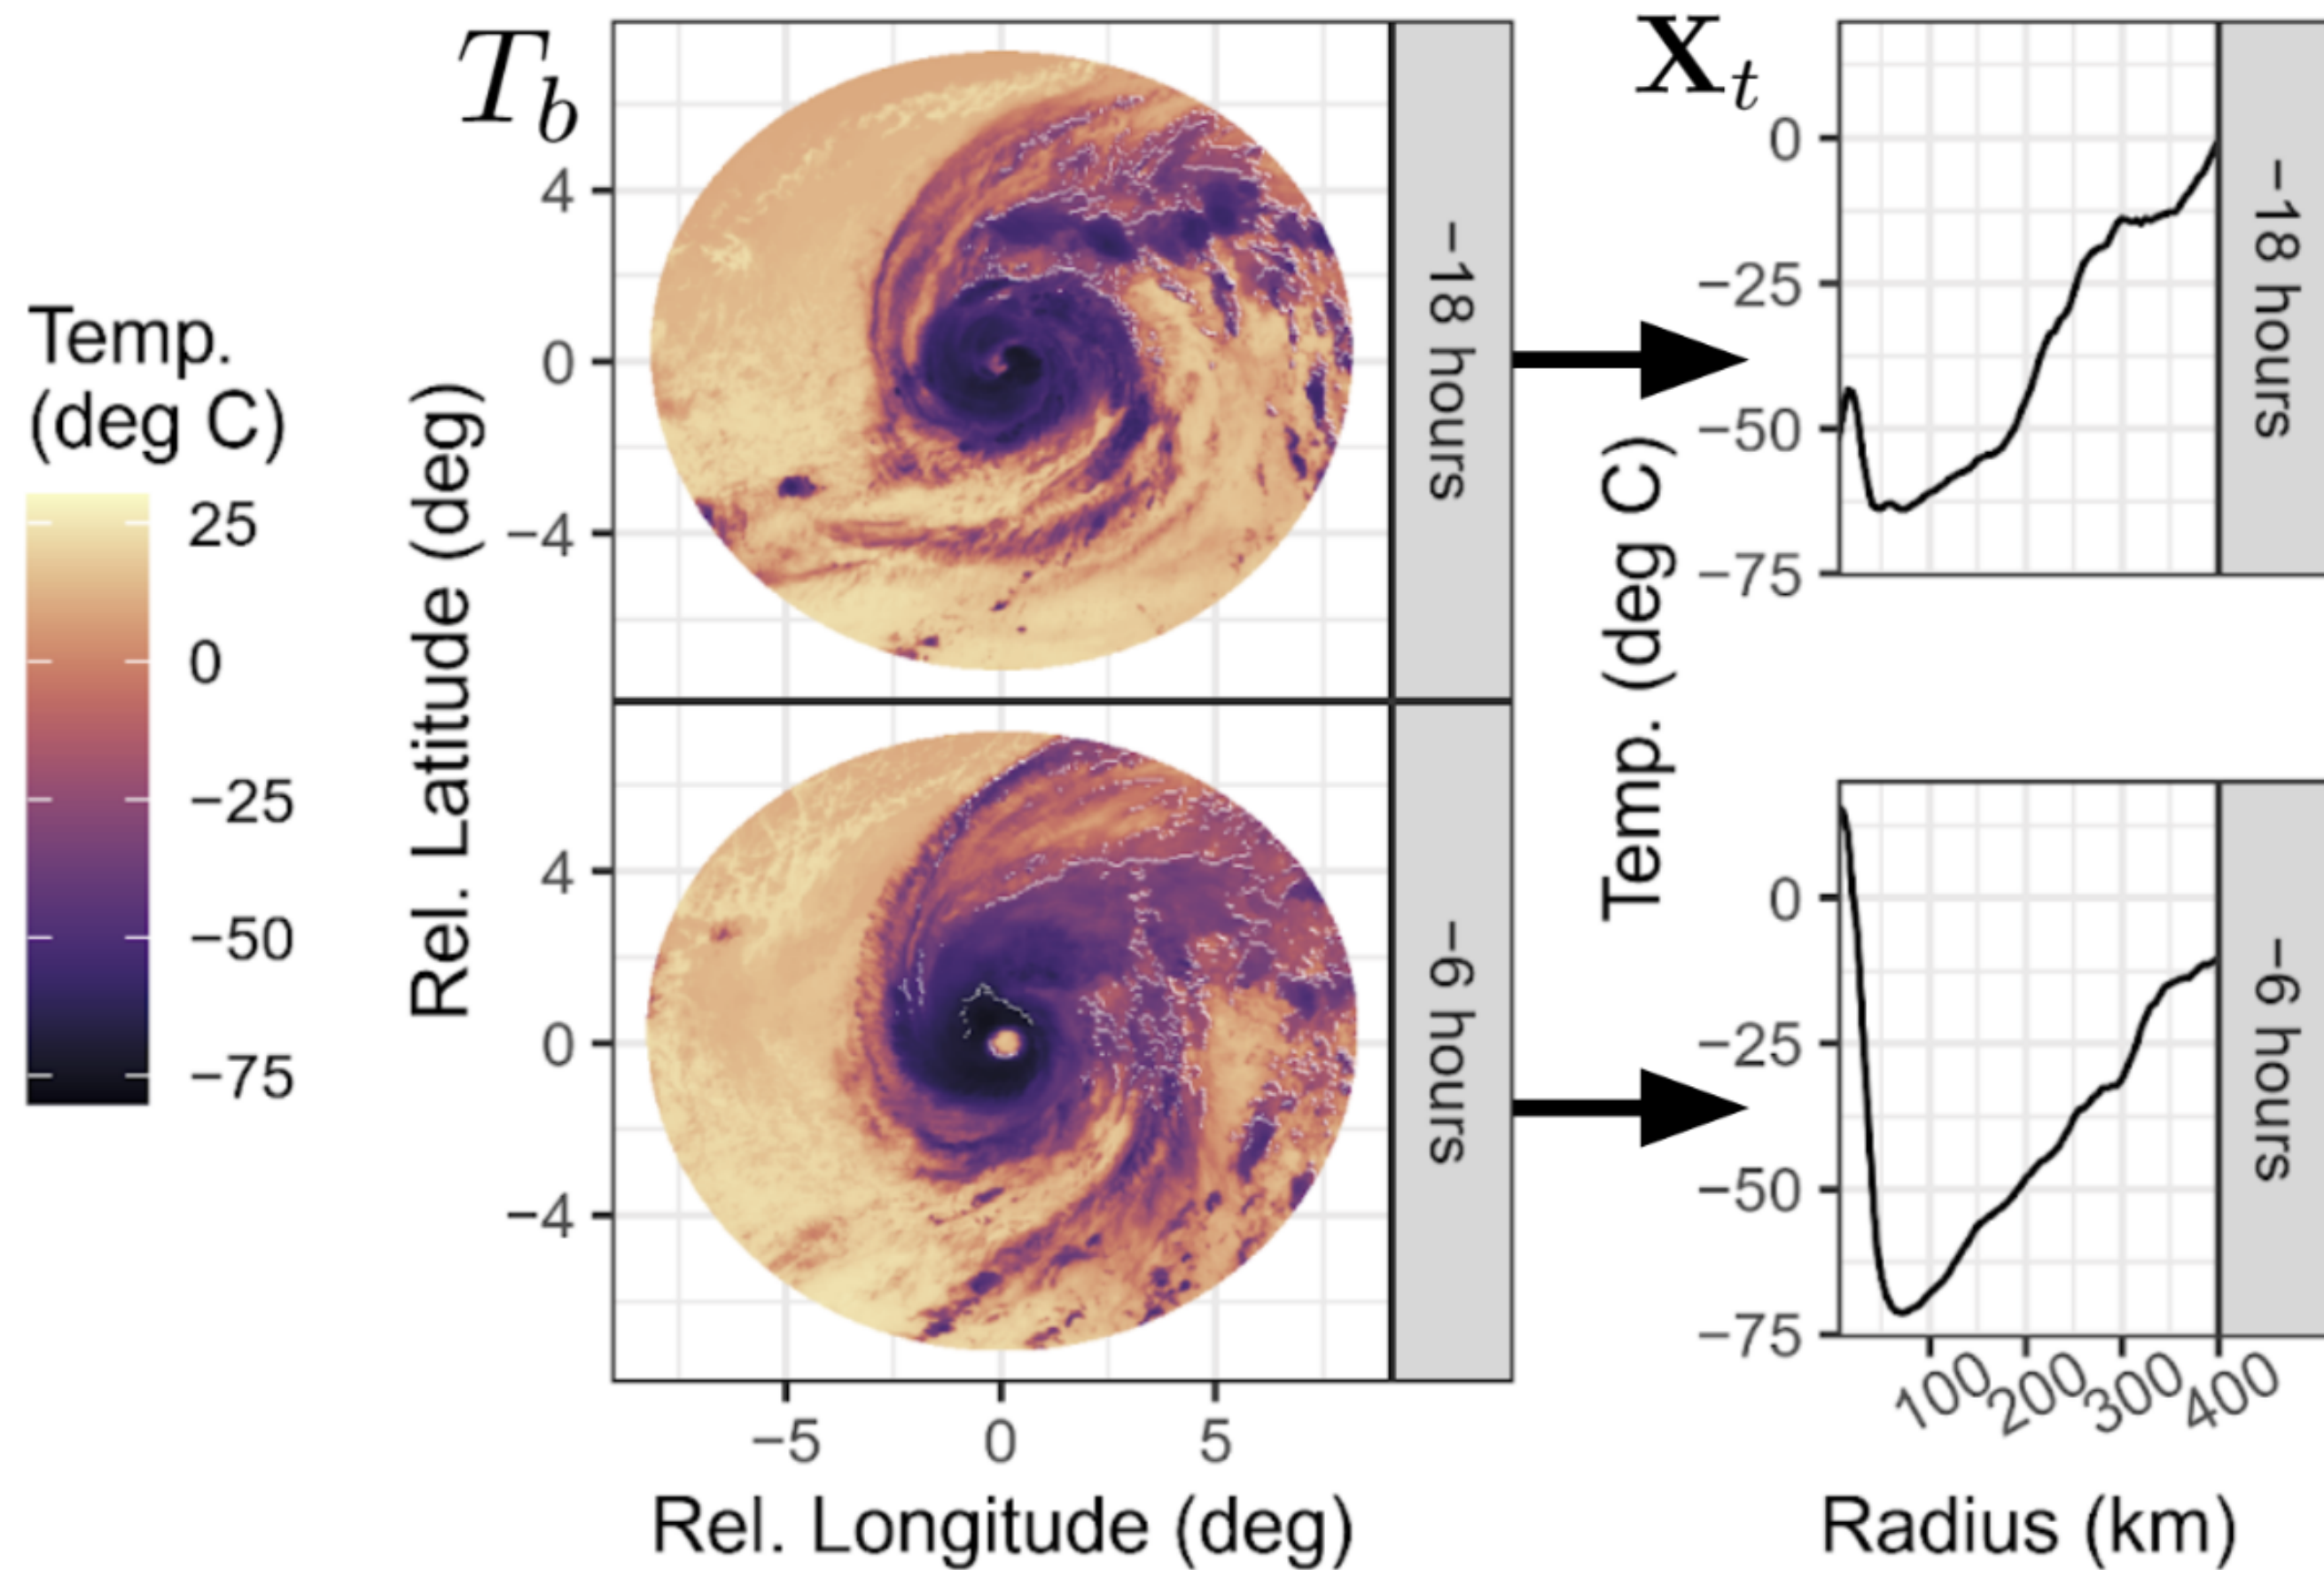 Temp.
(deg C)
25
0
−25
−50
−75
T_b
Rel. Latitude (deg)
4
0
−4
4
0
−4
−18 hours
−6 hours
−5 0 5
Rel. Longitude (deg)
X_t
Temp. (deg C)
0
−25
−50
−75
0
−25
−50
−75
−18 hours
−6 hours
100 200 300 400
Radius (km)